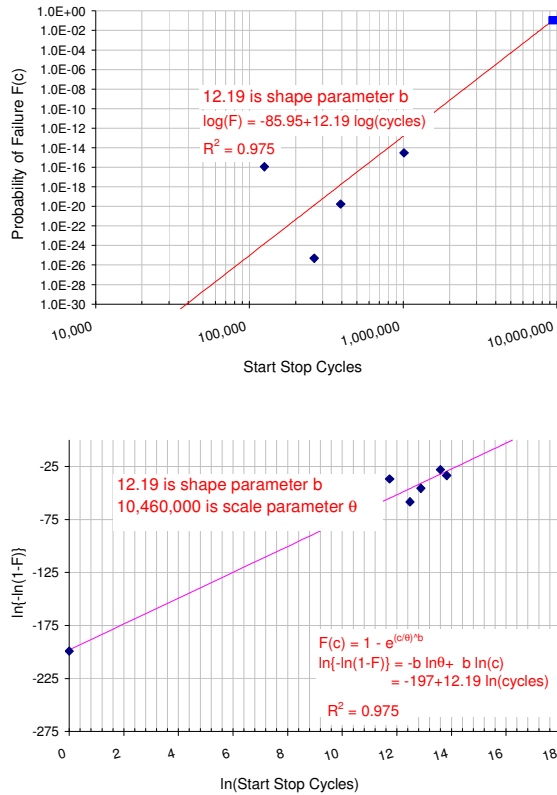 1.0E+00
1.0E-02
1.0E-04
1.0E-06
1.0E-08
1.0E-10
1.0E-12
1.0E-14
1.0E-16
1.0E-18
1.0E-20
1.0E-22
1.0E-24
1.0E-26
1.0E-28
1.0E-30
Probability of Failure F(c)
12.19 is shape parameter b
log(F) = -85.95+12.19 log(cycles)
R² = 0.975
10,000
100,000
1,000,000
10,000,000
Start Stop Cycles
-25
-75
-125
-175
-225
-275
ln{-ln(1-F)}
12.19 is shape parameter b
10,460,000 is scale parameter θ
F(c) = 1 - e^(c/θ)^b
ln{-ln(1-F)} = -b lnθ+ b ln(c)
= -197+12.19 ln(cycles)
R² = 0.975
0
2
4
6
8
10
12
14
16
18
ln(Start Stop Cycles)